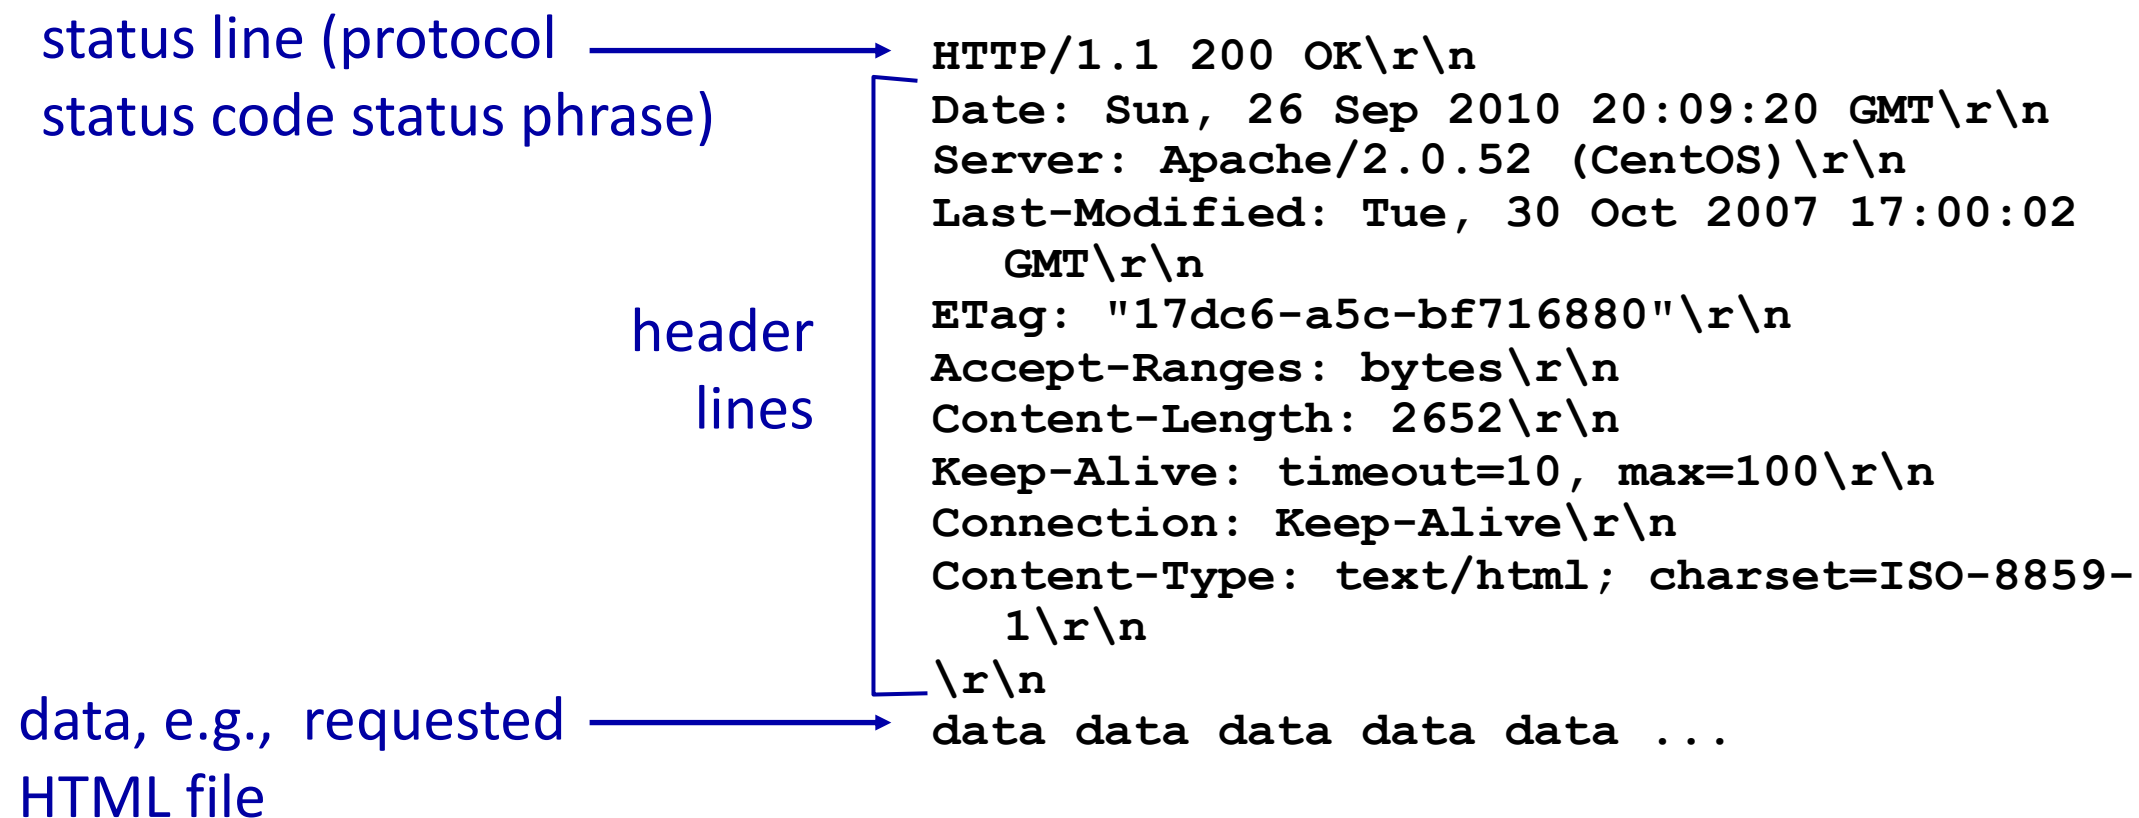 status line (protocol
status code status phrase)
HTTP/1.1 200 OK\r\n
Date: Sun, 26 Sep 2010 20:09:20 GMT\r\n
Server: Apache/2.0.52 (CentOS)\r\n
Last-Modified: Tue, 30 Oct 2007 17:00:02
GMT\r\n
header
lines
ETag: "17dc6-a5c-bf716880"\r\n
Accept-Ranges: bytes\r\n
Content-Length: 2652\r\n
Keep-Alive: timeout=10, max=100\r\n
Connection: Keep-Alive\r\n
Content-Type: text/html; charset=ISO-8859-
1\r\n
\r\n
data, e.g., requested
HTML file
data data data data data ...